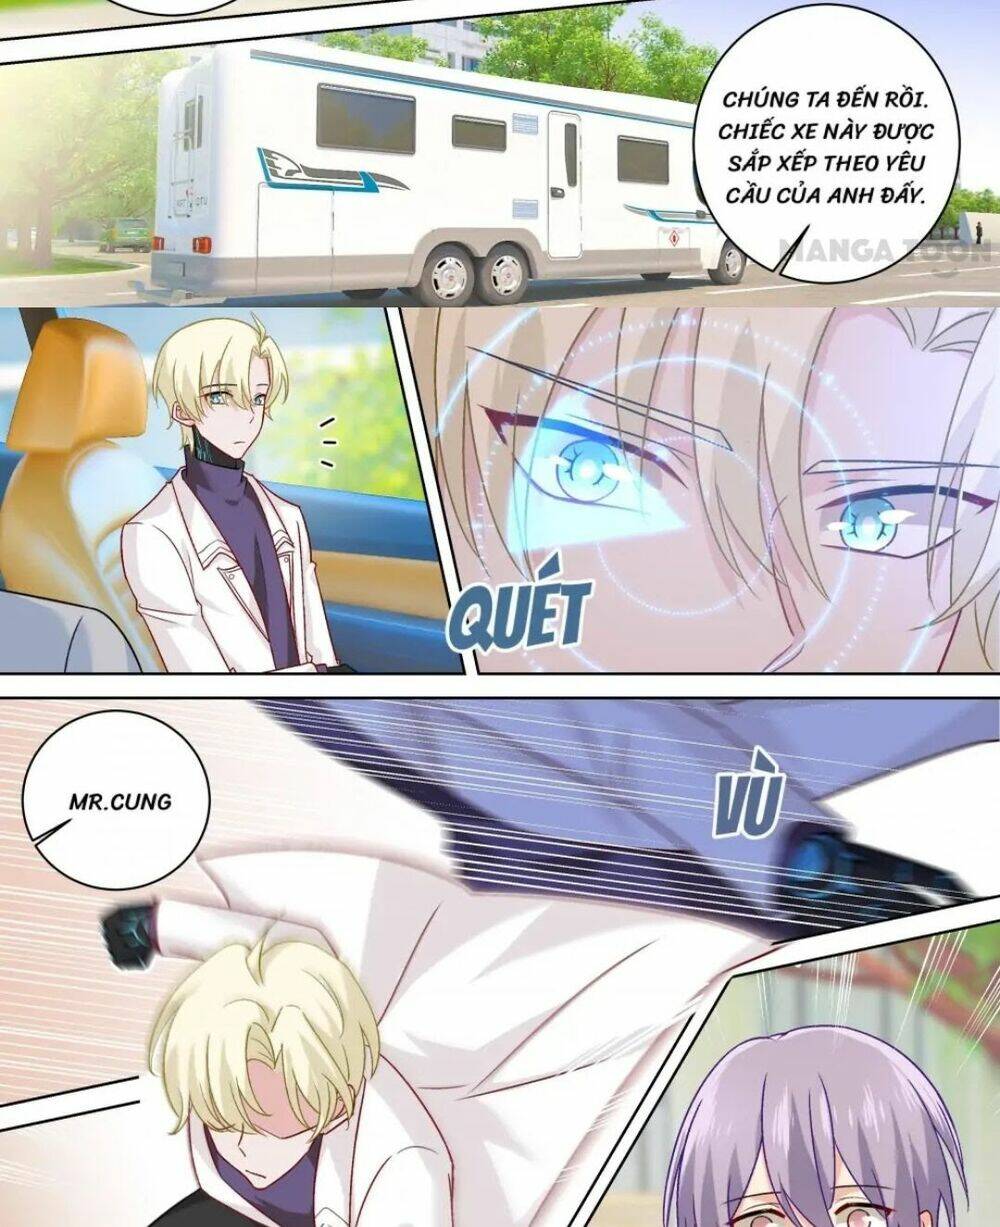 CHÚNG TA ĐẾN RỒI.
CHIẾC XE NÀY ĐƯỢC
SẮP XẾP THEO YÊU
CẦU CỦA ANH ĐẤY.
MANGA TOON
QUÉT
MR.CUNG
VÙ